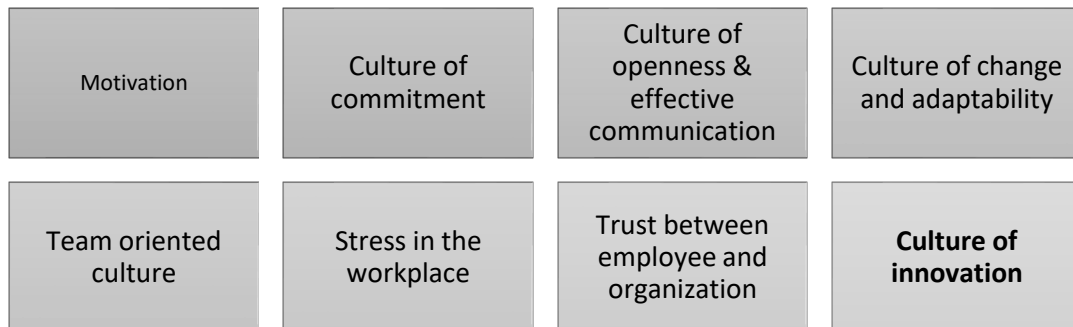 Motivation
Culture of
commitment
Culture of
openness &
effective
communication
Culture of change
and adaptability
Team oriented
culture
Stress in the
workplace
Trust between
employee and
organization
Culture of
innovation